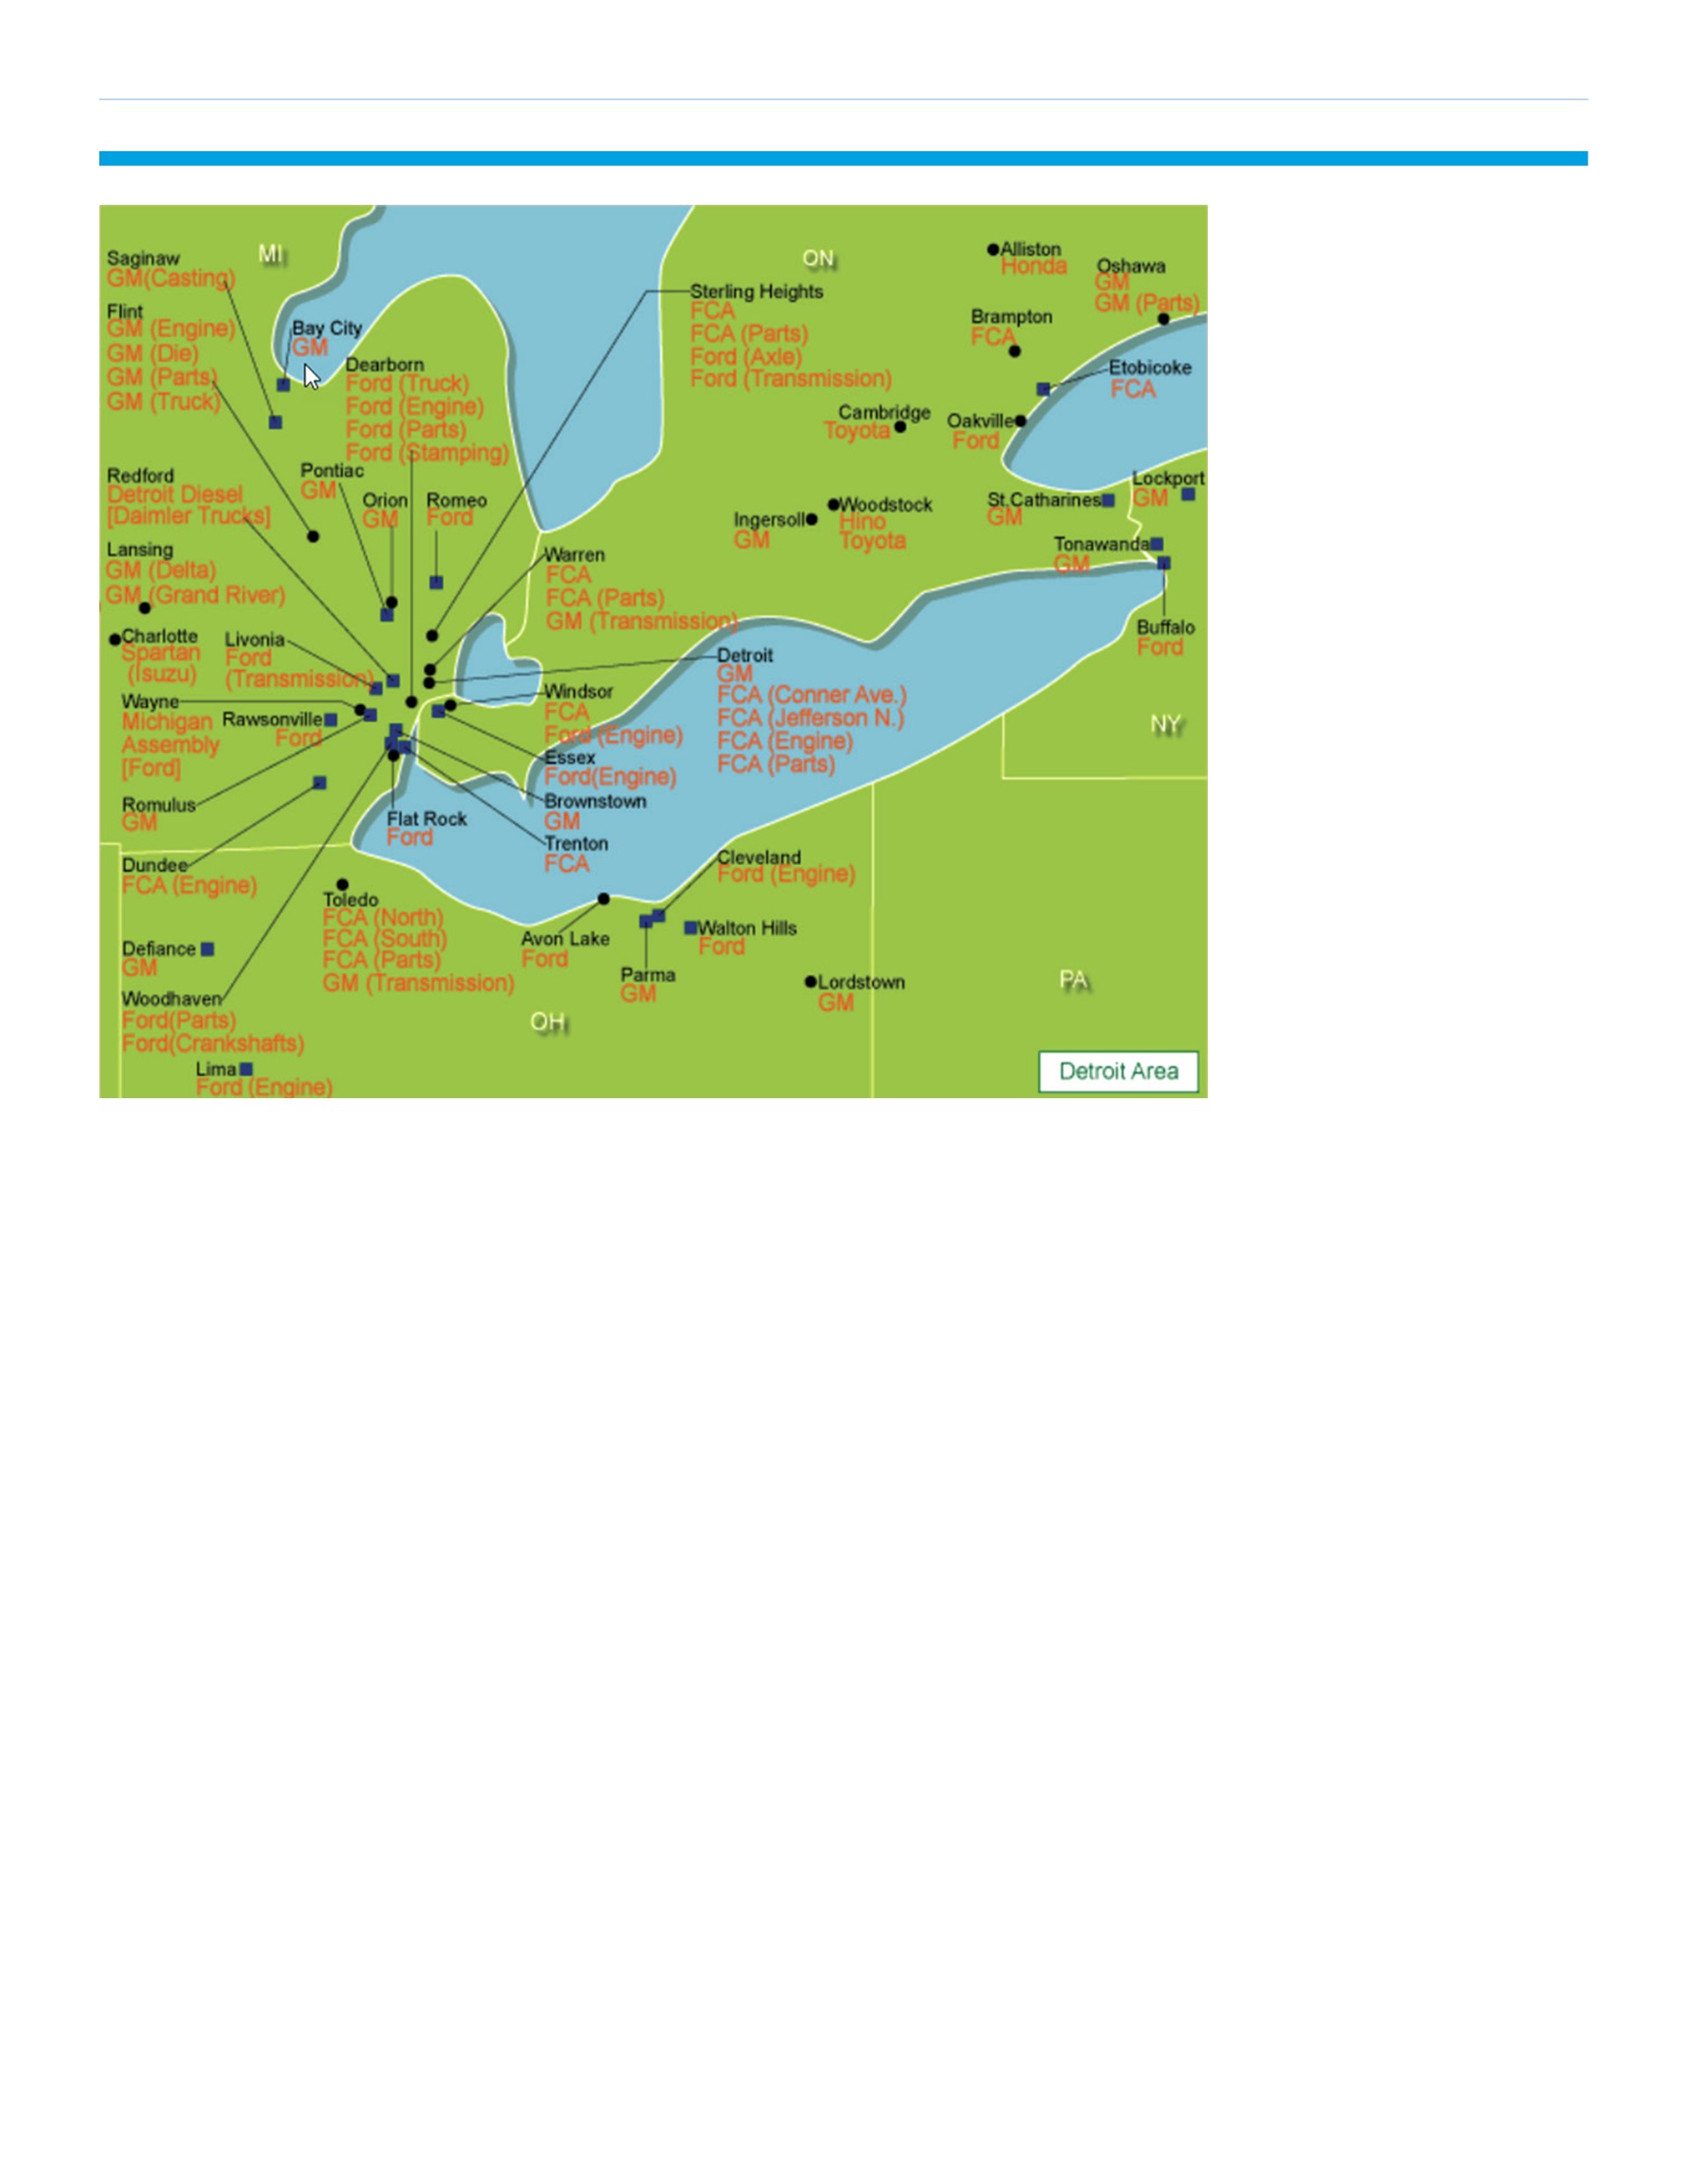 MI
Saginaw
GM(Casting)
Flint
GM (Engine)
GM (Die)
GM (Parts)
GM (Truck)
Bay City
GM
Dearborn
Ford (Truck)
Ford (Engine)
Ford (Parts)
Ford (Stamping)
Redford
Detroit Diesel
[Daimler Trucks]
Pontiac
GM
Orion
GM
Romeo
Ford
Lansing
GM (Delta)
GM (Grand River)
Charlotte
Spartan
(Isuzu)
Livonia
Ford
(Transmission)
Wayne
Michigan
Assembly
[Ford]
Rawsonville
Ford
Romulus
GM
Dundee
FCA (Engine)
Defiance
GM
Woodhaven
Ford(Parts)
Ford(Crankshafts)
Lima
Ford (Engine)
Flat Rock
Ford
Toledo
FCA (North)
FCA (South)
FCA (Parts)
GM (Transmission)
ON
Sterling Heights
FCA
FCA (Parts)
Ford (Axle)
Ford (Transmission)
Warren
FCA
FCA (Parts)
GM (Transmission)
Detroit
GM
FCA (Conner Ave.)
FCA (Jefferson N.)
FCA (Engine)
FCA (Parts)
Windsor
FCA
Ford (Engine)
Essex
Ford(Engine)
Brownstown
GM
Trenton
FCA
Cleveland
Ford (Engine)
Avon Lake
Ford
Parma
GM
Walton Hills
Ford
Lordstown
GM
OH
Alliston
Honda
Oshawa
GM
GM (Parts)
Brampton
FCA
Etobicoke
FCA
Cambridge
Toyota
Oakville
Ford
Woodstock
Hino
Toyota
Ingersoll
GM
St.Catharines
GM
Lockport
GM
Tonawanda
GM
Buffalo
Ford
NY
PA
Detroit Area